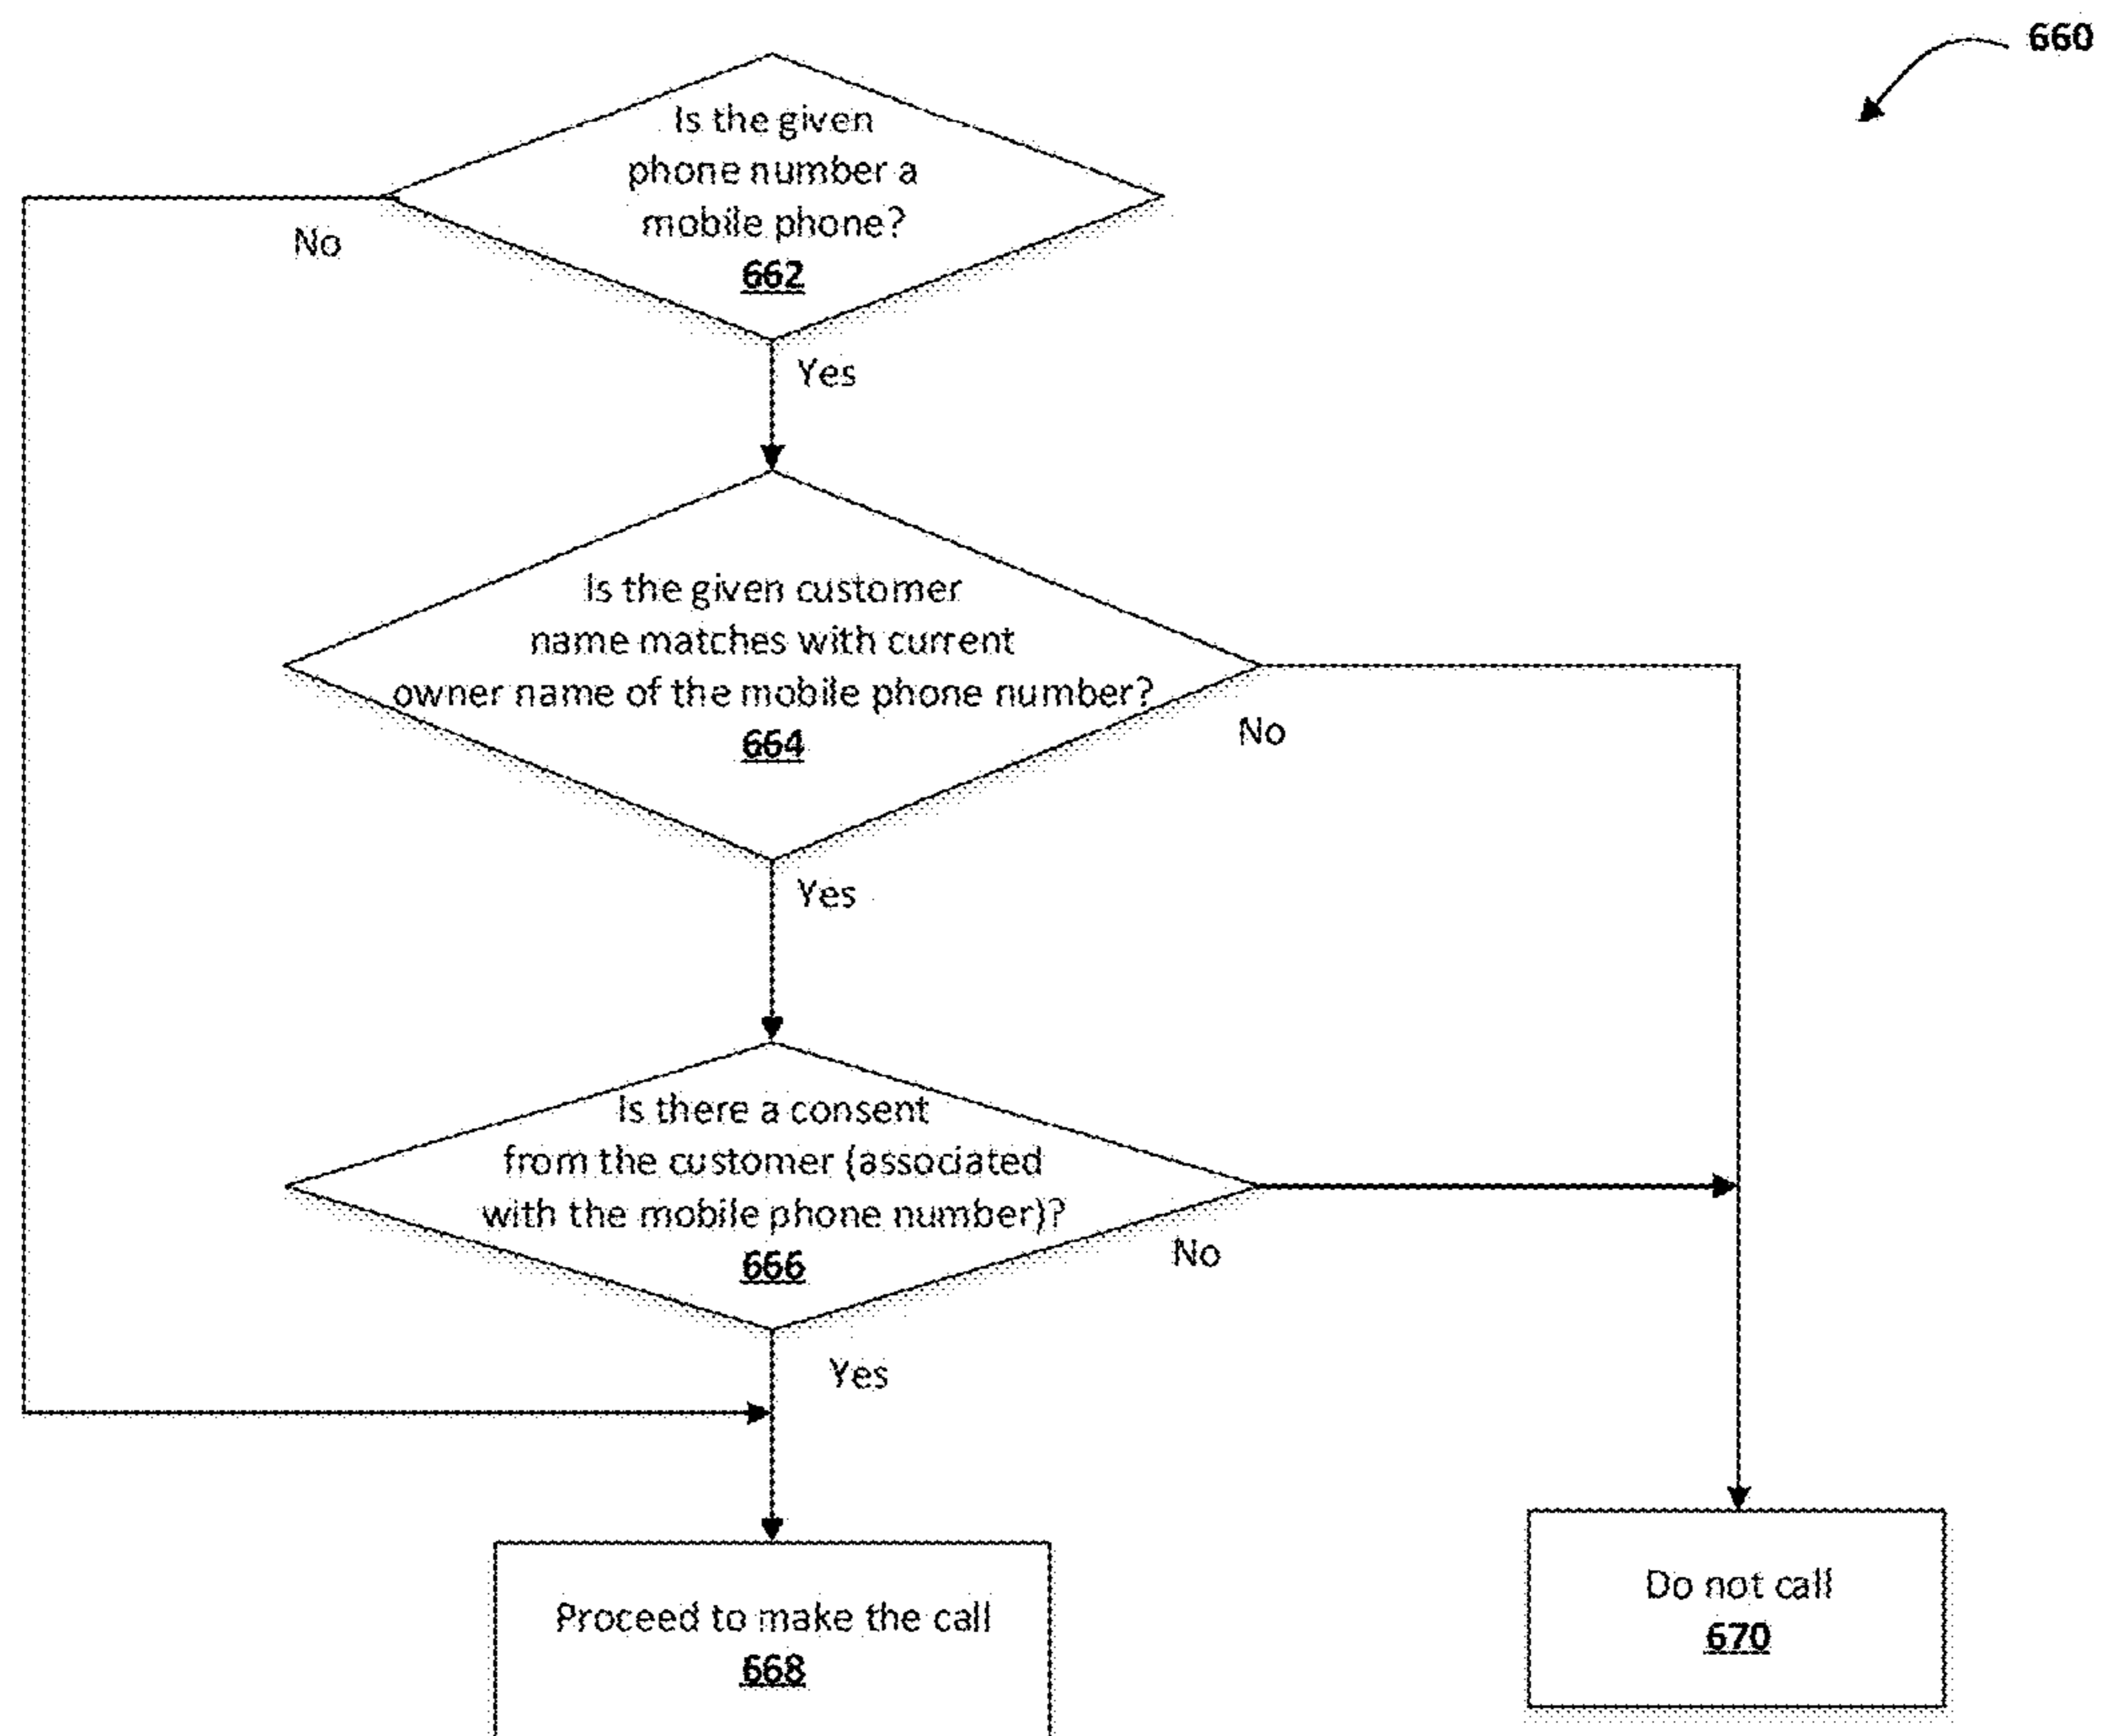 660
Is the given
phone number a
mobile phone?
662
No
Yes
Is the given customer
name matches with current
owner name of the mobile phone number?
664
No
Yes
Is there a consent
from the customer (associated
with the mobile phone number)?
666
No
Yes
Proceed to make the call
668
Do not call
670